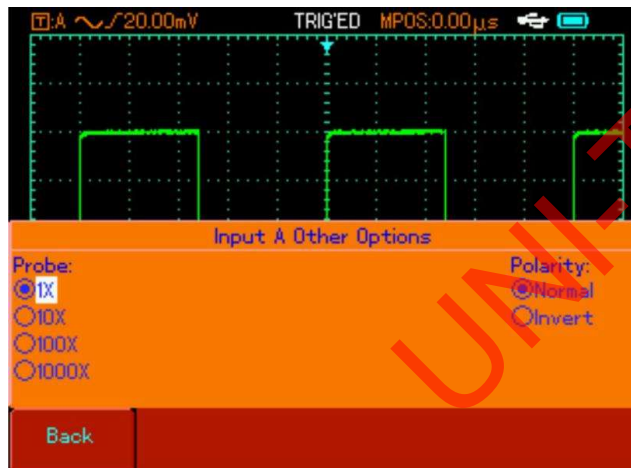 T:A 20.00mV TRIG'ED MPOS:0.00μs
Input A Other Options
Probe: Polarity:
1X Normal
10X Invert
100X
1000X
Back
UNI-T